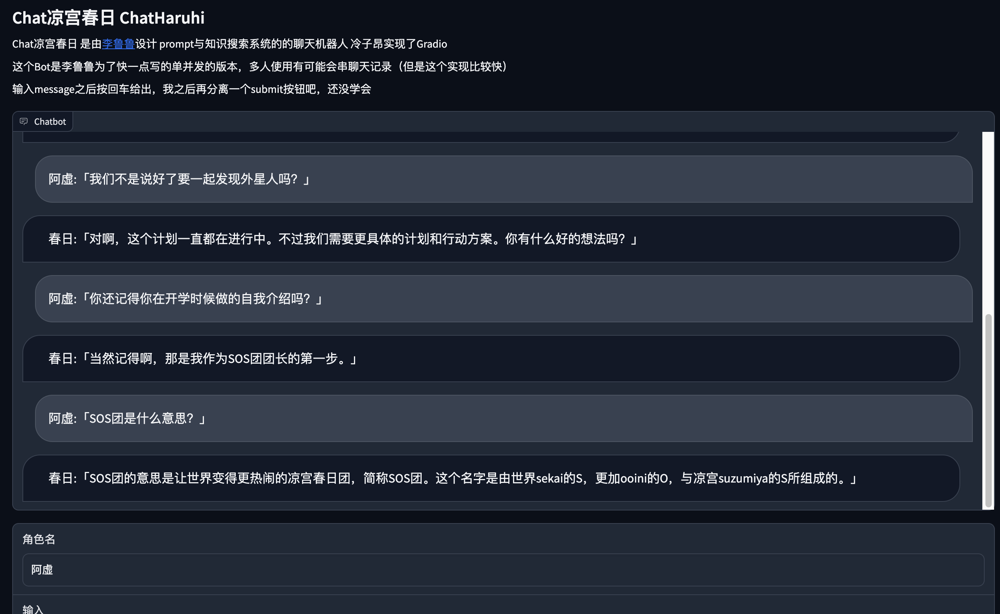 Chat凉宫春日 ChatHaruhi
Chat凉宫春日 是由李鲁鲁设计 prompt与知识搜索系统的的聊天机器人 冷子昂实现了Gradio
这个Bot是李鲁鲁为了快一点写的单并发的版本，多人使用有可能会串聊天记录（但是这个实现比较快）
输入message之后按回车给出，我之后再分离一个submit按钮吧，还没学会
Chatbot
阿虚:「我们不是说好了要一起发现外星人吗？」
春日:「对啊，这个计划一直都在进行中。不过我们需要更具体的计划和行动方案。你有什么好的想法吗？」
阿虚:「你还记得你在开学时候做的自我介绍吗？」
春日:「当然记得啊，那是我作为SOS团团长的第一步。」
阿虚:「SOS团是什么意思？」
春日:「SOS团的意思是让世界变得更热闹的凉宫春日团，简称SOS团。这个名字是由世界sekai的S，更加ooini的O，与凉宫suzumiya的S所组成的。」
角色名
阿虚
输入